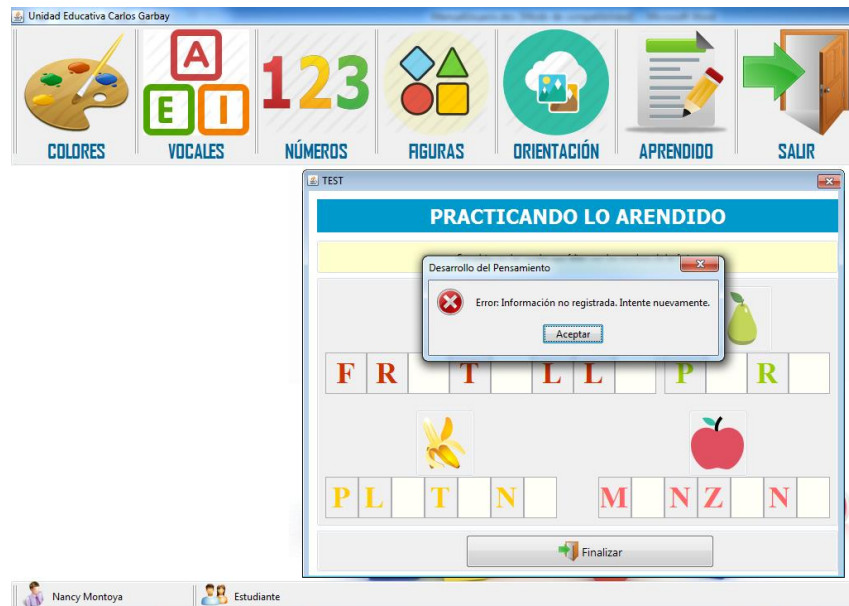 Unidad Educativa Carlos Garbay
A
E I
123
COLORES VOCALES NÚMEROS FIGURAS ORIENTACIÓN APRENDIDO SALIR
TEST
PRACTICANDO LO ARENDIDO
Desarrollo del Pensamiento
Error: Información no registrada. Intente nuevamente.
Aceptar
F R T L L P R
P L T N M N Z N
Finalizar
Nancy Montoya Estudiante